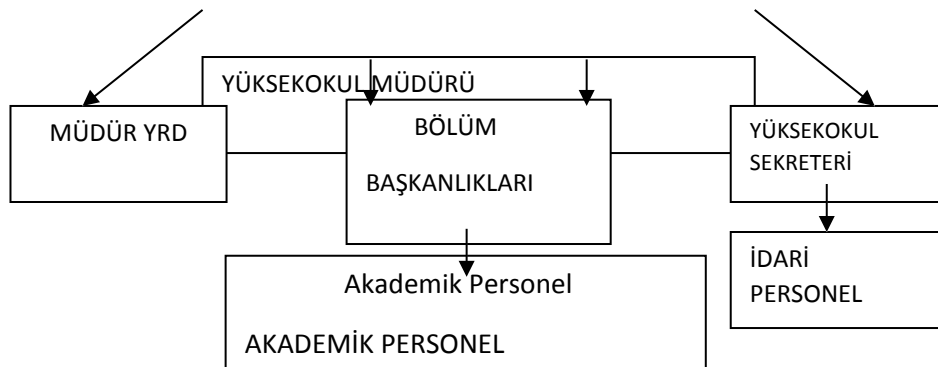 YÜKSEKOKUL MÜDÜRÜ
MÜDÜR YRD
BÖLÜM
BAŞKANLIKLARI
YÜKSEKOKUL
SEKRETERİ
İDARİ
PERSONEL
Akademik Personel
AKADEMİK PERSONEL